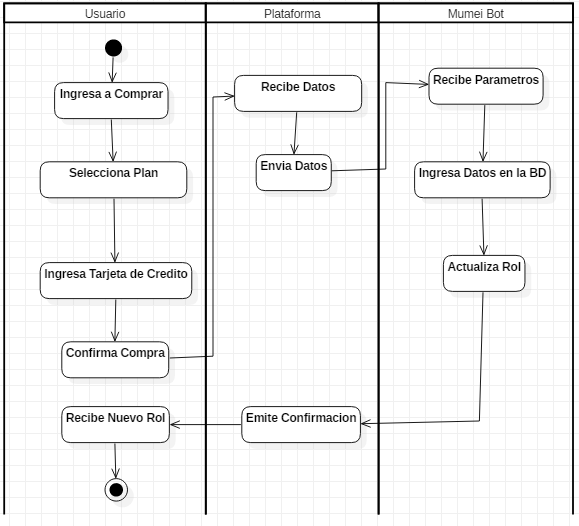 Usuario
Plataforma
Mumei Bot
Ingresa a Comprar
Selecciona Plan
Ingresa Tarjeta de Credito
Confirma Compra
Recibe Datos
Envia Datos
Recibe Parametros
Ingresa Datos en la BD
Actualiza Rol
Emite Confirmacion
Recibe Nuevo Rol